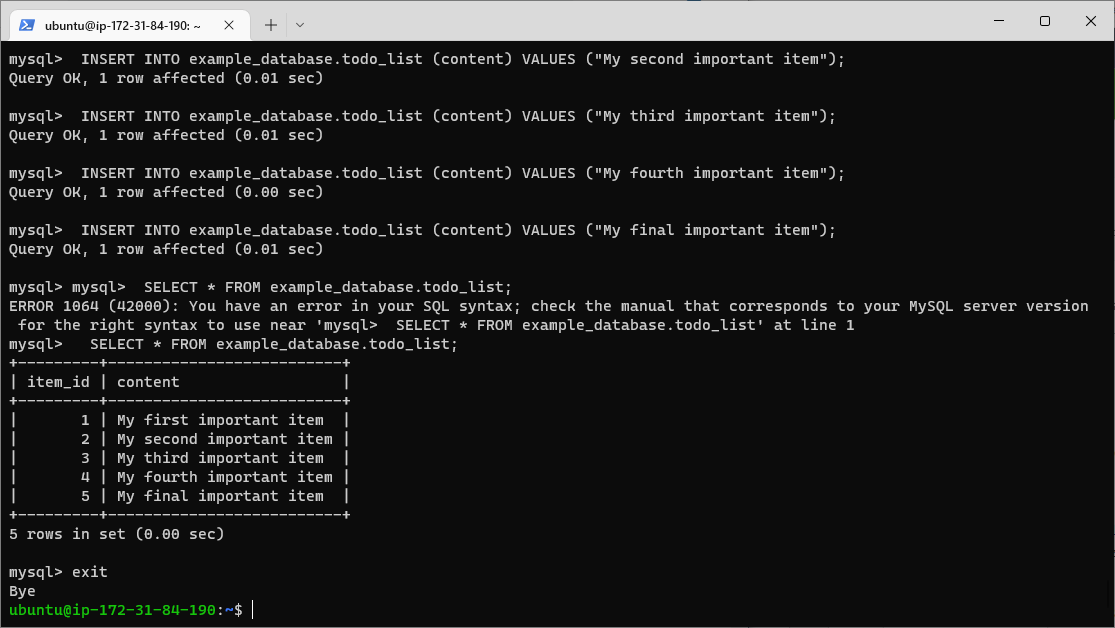 ubuntu@ip-172-31-84-190: ~
mysql>  INSERT INTO example_database.todo_list (content) VALUES ("My second important item");
Query OK, 1 row affected (0.01 sec)

mysql>  INSERT INTO example_database.todo_list (content) VALUES ("My third important item");
Query OK, 1 row affected (0.01 sec)

mysql>  INSERT INTO example_database.todo_list (content) VALUES ("My fourth important item");
Query OK, 1 row affected (0.00 sec)

mysql>  INSERT INTO example_database.todo_list (content) VALUES ("My final important item");
Query OK, 1 row affected (0.01 sec)

mysql> mysql>  SELECT * FROM example_database.todo_list;
ERROR 1064 (42000): You have an error in your SQL syntax; check the manual that corresponds to your MySQL server version
 for the right syntax to use near 'mysql>  SELECT * FROM example_database.todo_list' at line 1
mysql>   SELECT * FROM example_database.todo_list;
+---------+--------------------------+
| item_id | content                  |
+---------+--------------------------+
|       1 | My first important item  |
|       2 | My second important item |
|       3 | My third important item  |
|       4 | My fourth important item |
|       5 | My final important item  |
+---------+--------------------------+
5 rows in set (0.00 sec)

mysql> exit
Bye
ubuntu@ip-172-31-84-190:~$